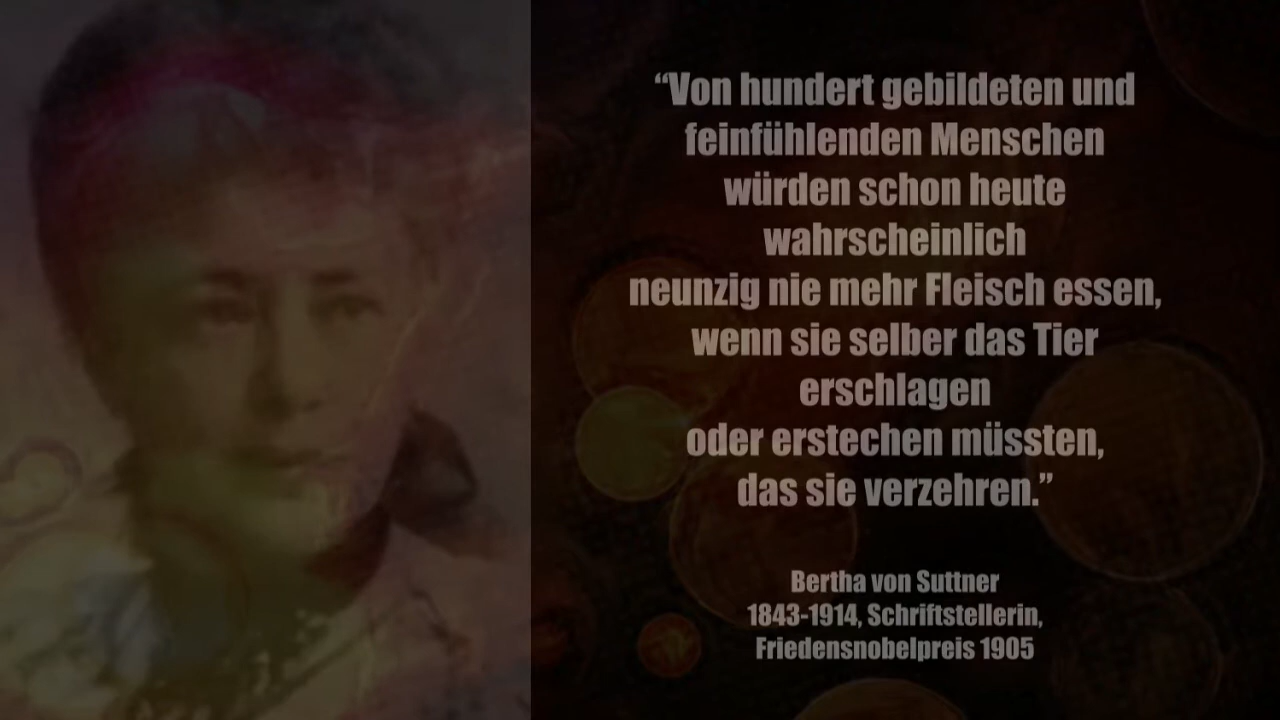 “Von hundert gebildeten und
feinfühlenden Menschen
würden schon heute
wahrscheinlich
neunzig nie mehr Fleisch essen,
wenn sie selber das Tier
erschlagen
oder erstechen müssten,
das sie verzehren.”
Bertha von Suttner
1843-1914, Schriftstellerin,
Friedensnobelpreis 1905